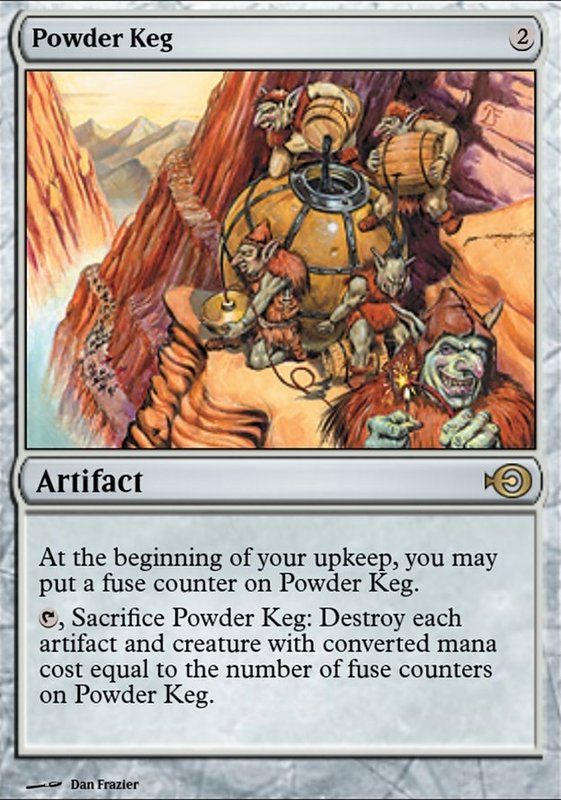 Powder Keg 2
Artifact
At the beginning of your upkeep, you may
put a fuse counter on Powder Keg.
, Sacrifice Powder Keg: Destroy each
artifact and creature with converted mana
cost equal to the number of fuse counters
on Powder Keg.
Dan Frazier